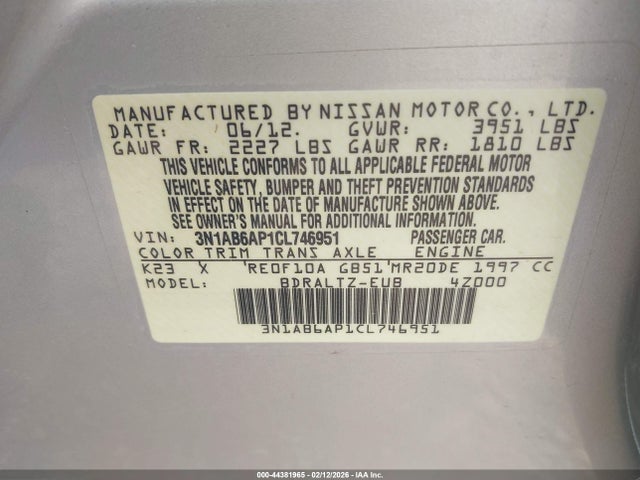 MANUFACTURED BY NISSAN MOTOR CO., LTD.
DATE: 06/12. GVWR: 3951 LBS
GAWR FR: 2227 LBS GAWR RR: 1810 LBS
THIS VEHICLE CONFORMS TO ALL APPLICABLE FEDERAL MOTOR
VEHICLE SAFETY, BUMPER AND THEFT PREVENTION STANDARDS
IN EFFECT ON THE DATE OF MANUFACTURE SHOWN ABOVE.
SEE OWNER'S MANUAL FOR ADDITIONAL INFORMATION.
VIN: 3N1AB6AP1CL746951 PASSENGER CAR.
COLOR TRIM TRANS AXLE ENGINE
K23 X RE0F10A GB51 MR20DE 1997 CC
MODEL: BDRALTZ-EUB 4Z000
3N1AB6AP1CL746951
000-44381965 - 02/12/2026 - IAA Inc.